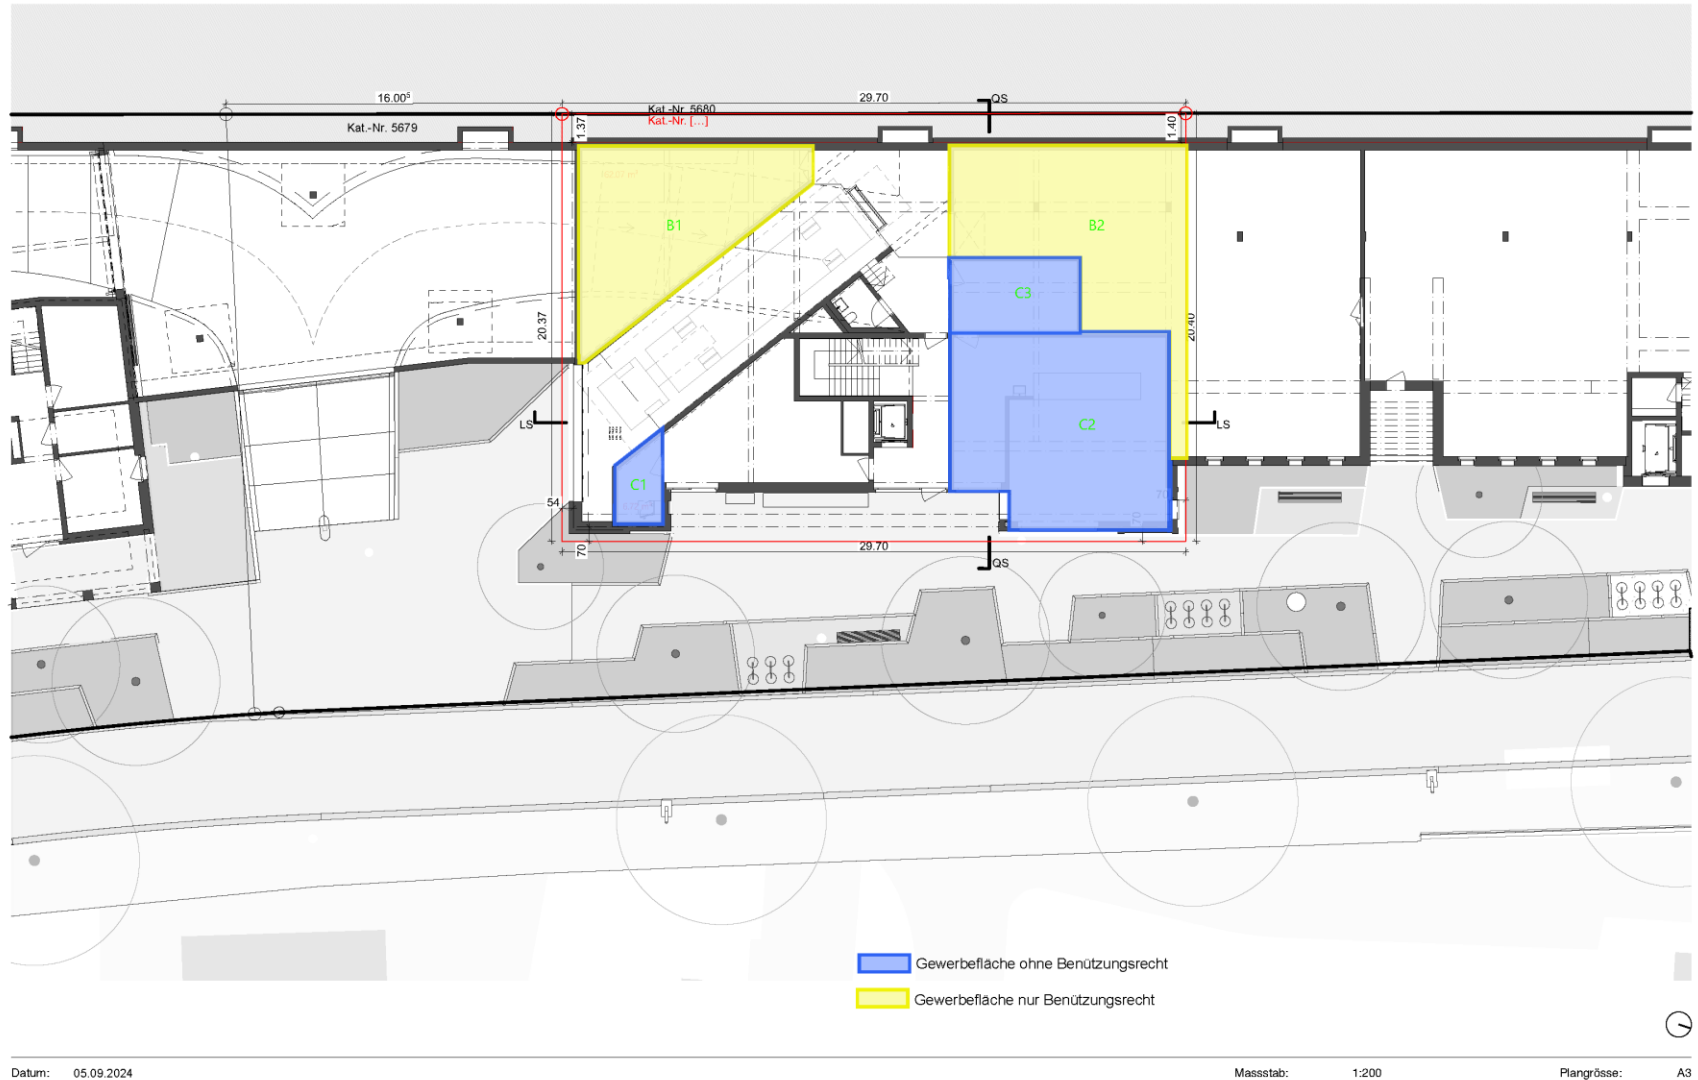 16.00⁵
29.70
QS
Kat.-Nr. 5680
Kat.-Nr. [...]
Kat.-Nr. 5679
1.37
1.40
B1
B2
C3
20.37
20.40
C2
LS
LS
C1
54
70
70
70
29.70
QS
Gewerbefläche ohne Benützungsrecht
Gewerbefläche nur Benützungsrecht
Datum: 05.09.2024
Massstab: 1:200
Plangrösse: A3